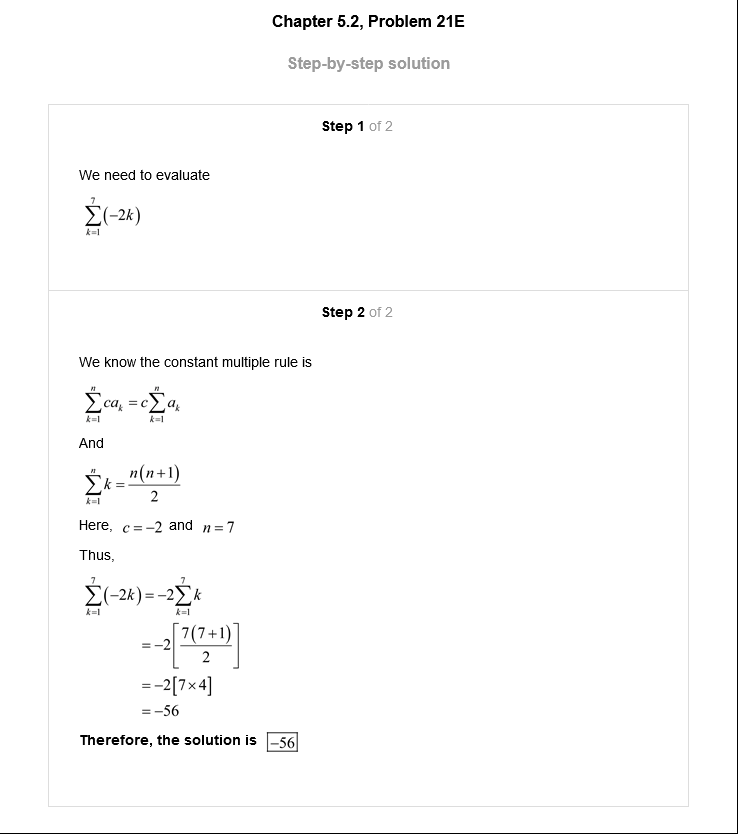 Chapter 5.2, Problem 21E
Step-by-step solution
Step 1 of 2
We need to evaluate
$\sum_{k=1}^{7}(-2k)$
Step 2 of 2
We know the constant multiple rule is
$\sum_{k=1}^{n} ca_k = c\sum_{k=1}^{n} a_k$
And
$\sum_{k=1}^{n} k = \frac{n(n+1)}{2}$
Here, $c = -2$ and $n = 7$
Thus,
$\sum_{k=1}^{7}(-2k) = -2\sum_{k=1}^{7} k$
$= -2\left[\frac{7(7+1)}{2}\right]$
$= -2[7 \times 4]$
$= -56$
Therefore, the solution is $\boxed{-56}$